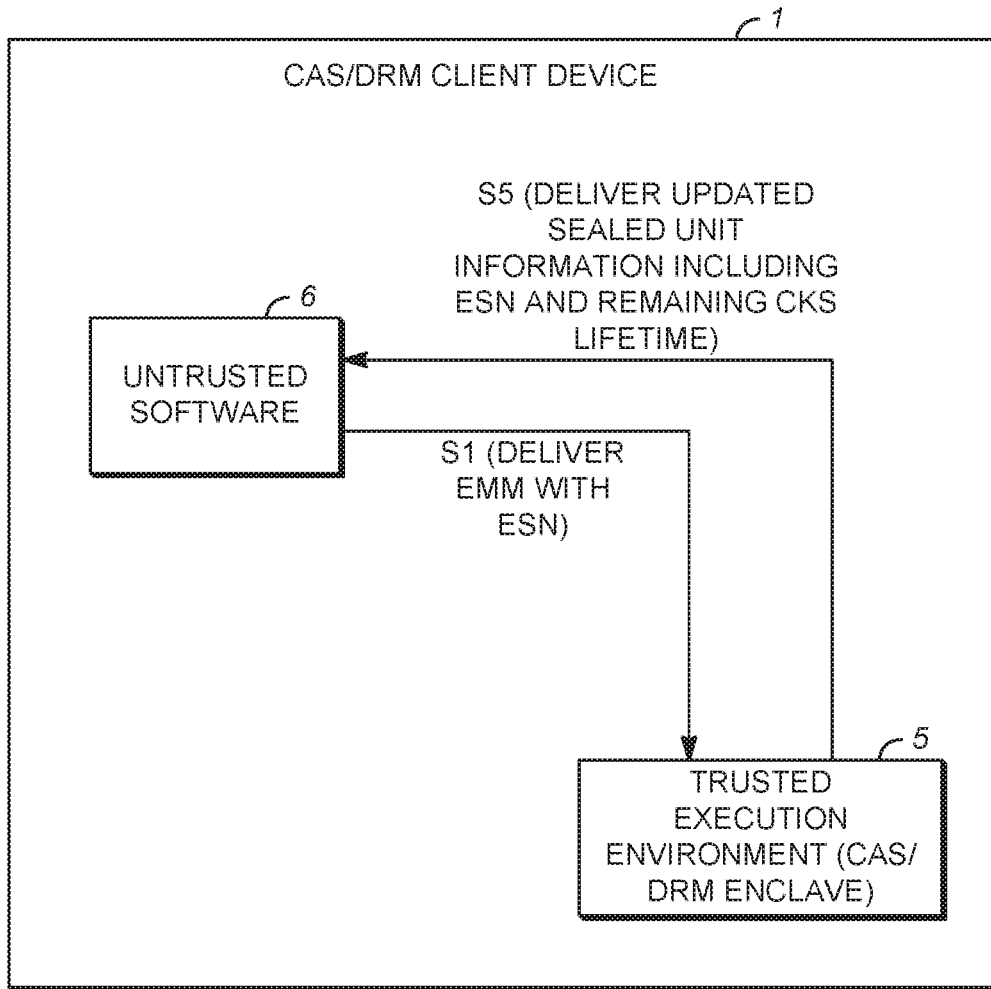 1
CAS/DRM CLIENT DEVICE
S5 (DELIVER UPDATED
SEALED UNIT
INFORMATION INCLUDING
ESN AND REMAINING CKS
LIFETIME)
6
UNTRUSTED
SOFTWARE
S1 (DELIVER
EMM WITH
ESN)
5
TRUSTED
EXECUTION
ENVIRONMENT (CAS/
DRM ENCLAVE)